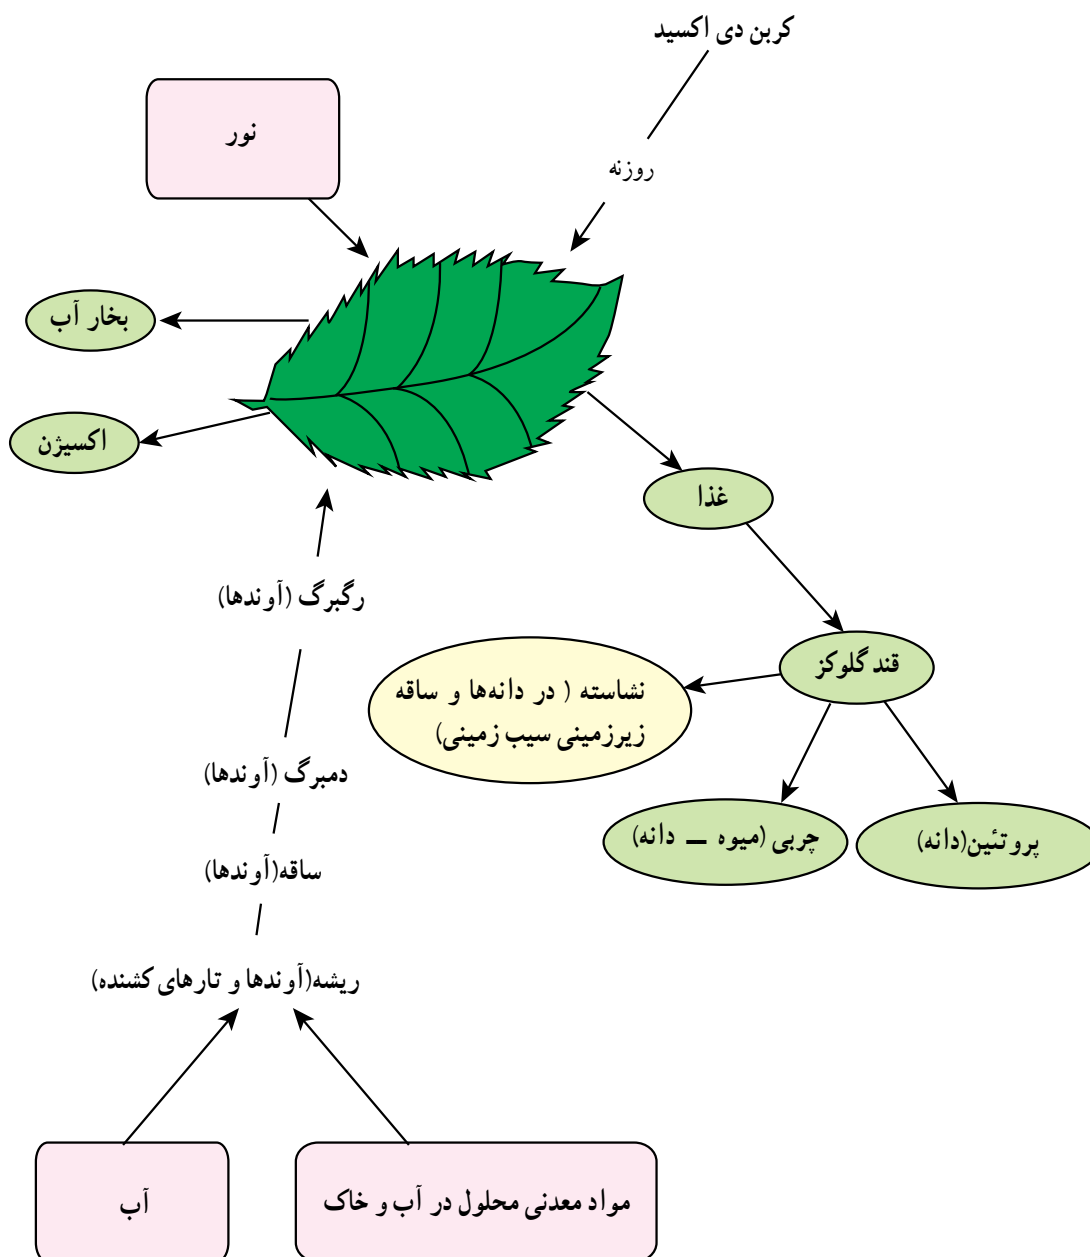 کربن دی اکسید
نور
روزنه
بخار آب
اکسیژن
غذا
رگبرگ (آوندها)
قند گلوکز
نشاسته ( در دانه‌ها و ساقه
زیرزمینی سیب زمینی)
دمبرگ (آوندها)
چربی (میوه – دانه)
پروتئین(دانه)
ساقه(آوندها)
ریشه(آوندها و تارهای کشنده)
مواد معدنی محلول در آب و خاک
آب